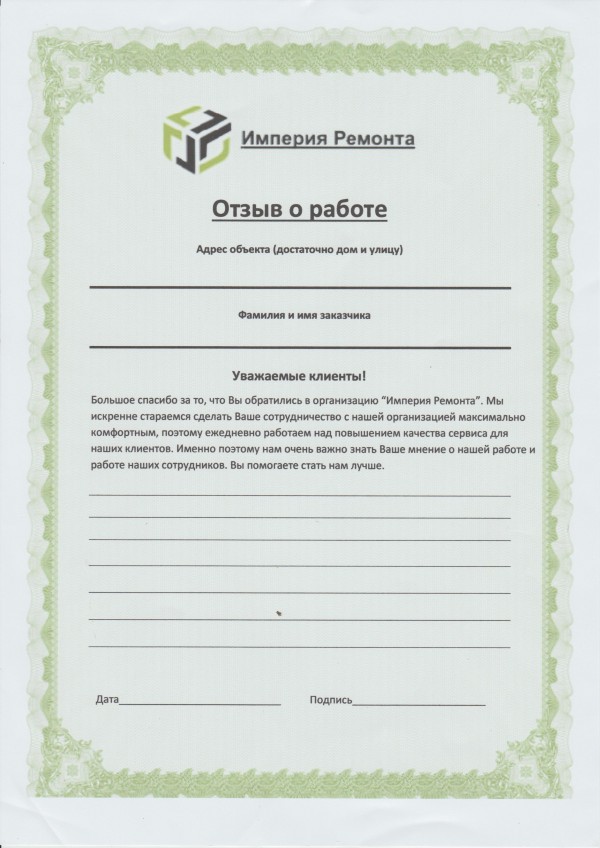 Империя Ремонта
Отзыв о работе
Адрес объекта (достаточно дом и улицу)
Фамилия и имя заказчика
Уважаемые клиенты!
Большое спасибо за то, что Вы обратились в организацию “Империя Ремонта”. Мы
искренне стараемся сделать Ваше сотрудничество с нашей организацией максимально
комфортным, поэтому ежедневно работаем над повышением качества сервиса для
наших клиентов. Именно поэтому нам очень важно знать Ваше мнение о нашей работе и
работе наших сотрудников. Вы помогаете стать нам лучше.
Дата Подпись